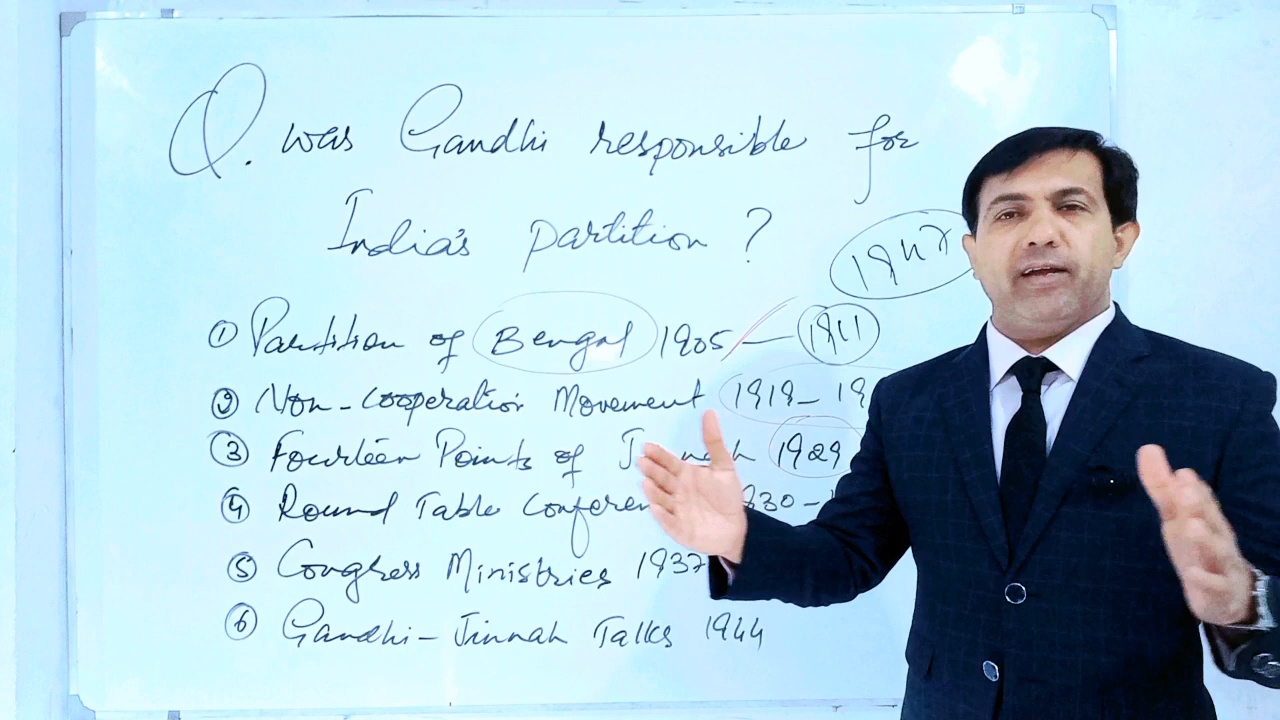 Q. was Gandhi responsible for
India's partition ?
1947
① Partition of Bengal 1905 — 1911
② Non-Cooperation Movement 1919 - 19
③ Fourteen Points of 1929
④ Round Table Conferen 930 -
⑤ Congress Ministries 1937
⑥ Gandhi - Jinnah Talks 1944